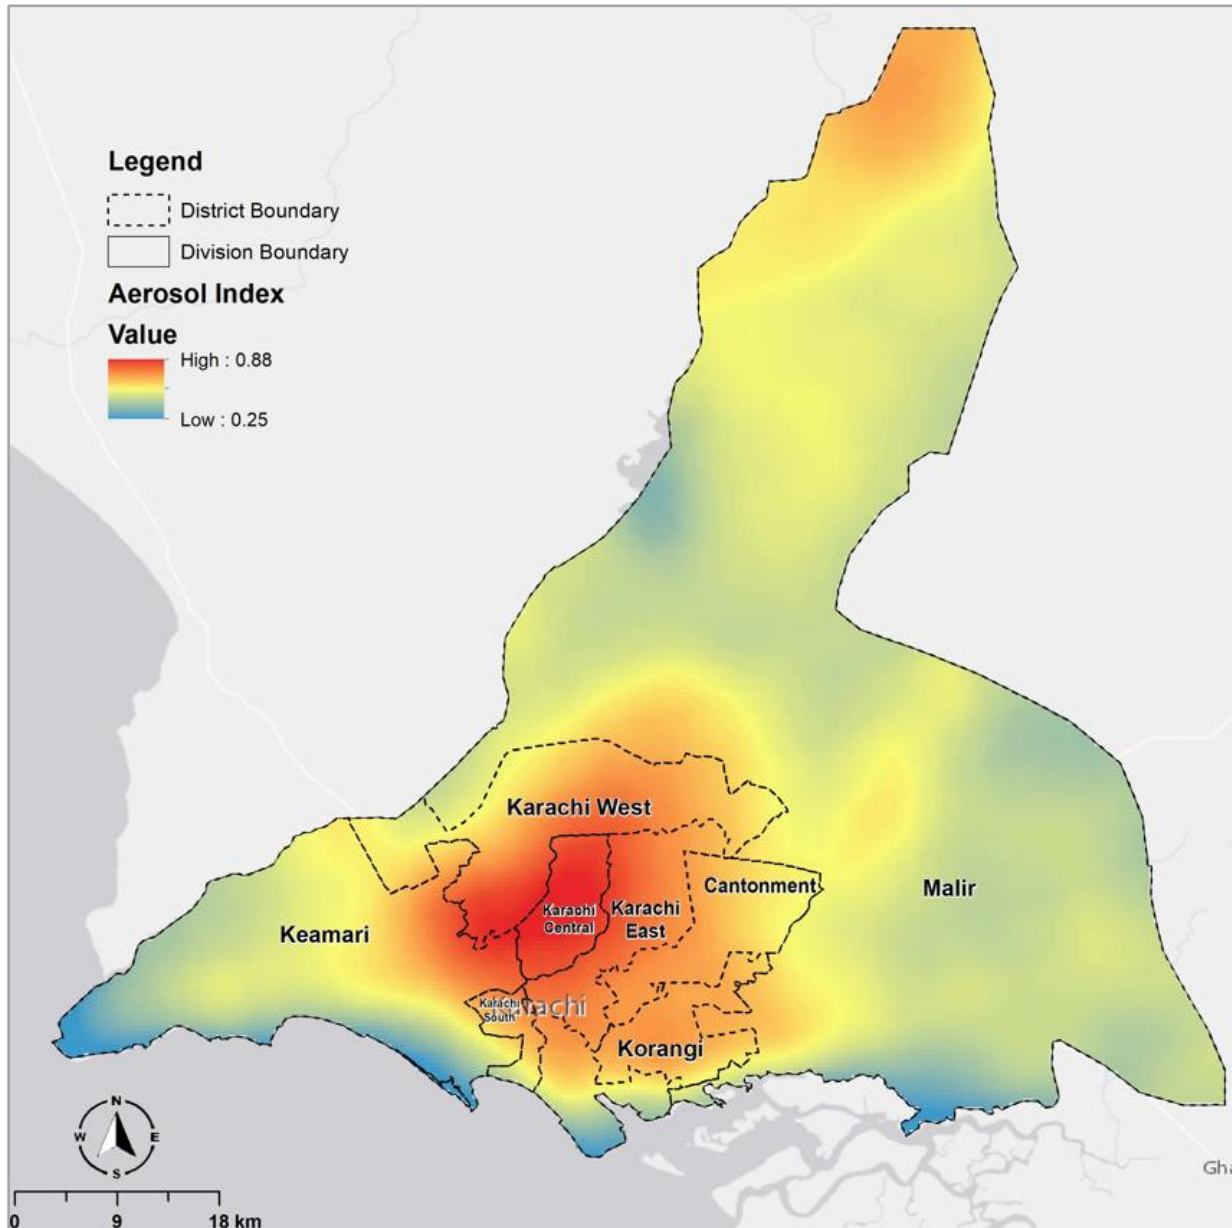 Legend
District Boundary
Division Boundary
Aerosol Index
Value
High : 0.88
Low : 0.25
Karachi West
Cantonment
Malir
Karachi
Central
Karachi
East
Keamari
Karachi
South
Karachi
Korangi
N
W E
S
Gha
0 9 18 km